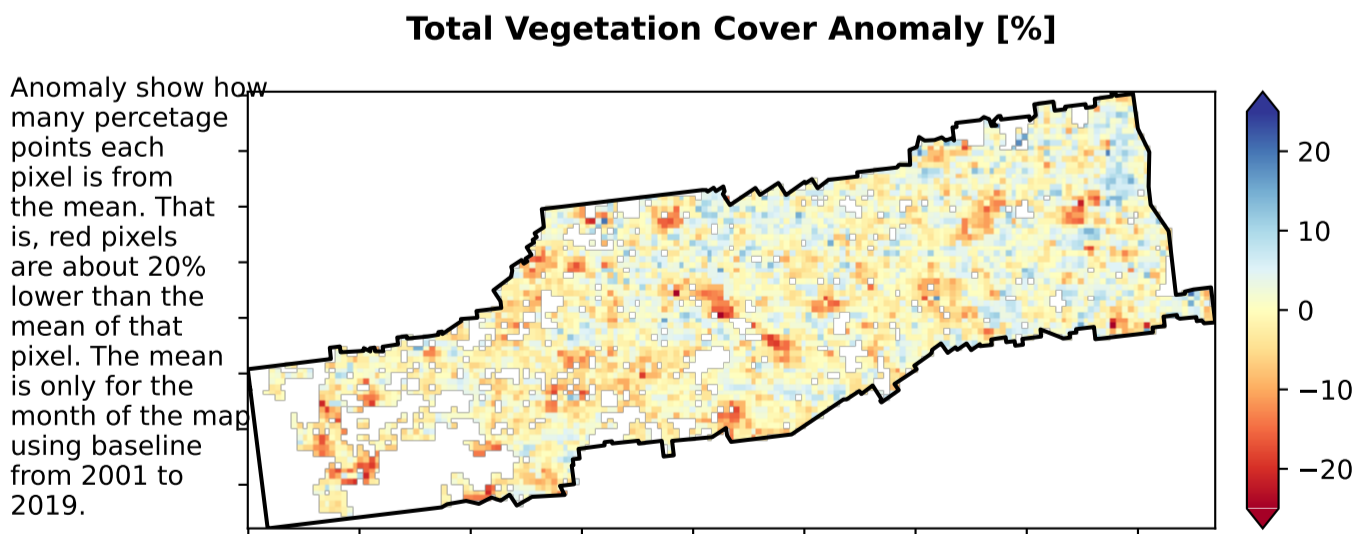 Total Vegetation Cover Anomaly [%]
Anomaly show how
many percetage
points each
pixel is from
the mean. That
is, red pixels
are about 20%
lower than the
mean of that
pixel. The mean
is only for the
month of the map
using baseline
from 2001 to
2019.
20
10
0
−10
−20